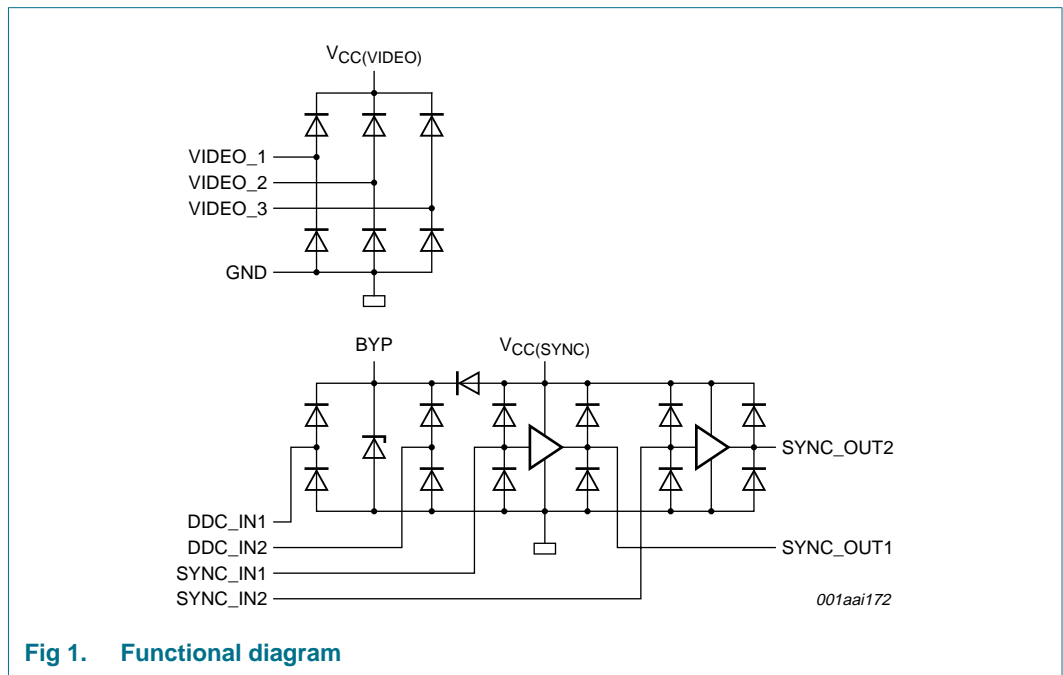 VCC(VIDEO)
VIDEO_1
VIDEO_2
VIDEO_3
GND
BYP
VCC(SYNC)
SYNC_OUT2
DDC_IN1
DDC_IN2
SYNC_OUT1
SYNC_IN1
SYNC_IN2
001aai172
Fig 1. Functional diagram